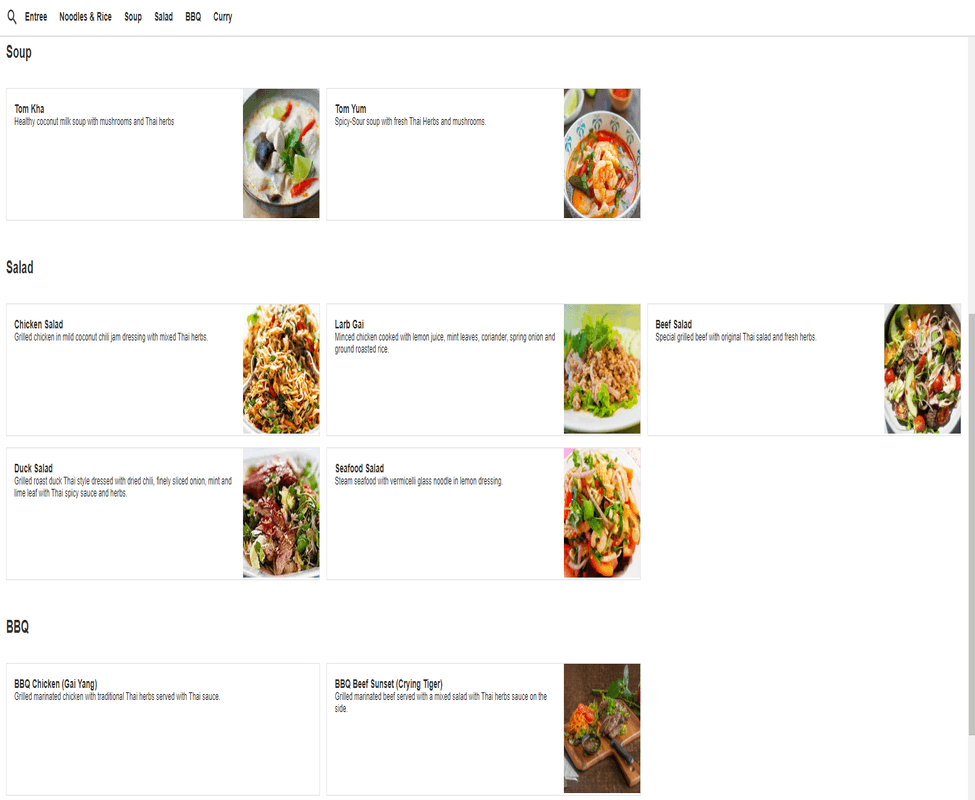 Entree Noodles & Rice Soup Salad BBQ Curry
Soup
Tom Kha
Healthy coconut milk soup with mushrooms and Thai herbs
Tom Yum
Spicy-Sour soup with fresh Thai Herbs and mushrooms.
Salad
Chicken Salad
Grilled chicken in mild coconut chili jam dressing with mixed Thai herbs.
Larb Gai
Minced chicken cooked with lemon juice, mint leaves, coriander, spring onion and
ground roasted rice.
Beef Salad
Special grilled beef with original Thai salad and fresh herbs.
Duck Salad
Grilled roast duck Thai style dressed with dried chili, finely sliced onion, mint and
lime leaf with Thai spicy sauce and herbs.
Seafood Salad
Steam seafood with vermicelli glass noodle in lemon dressing.
BBQ
BBQ Chicken (Gai Yang)
Grilled marinated chicken with traditional Thai herbs served with Thai sauce.
BBQ Beef Sunset (Crying Tiger)
Grilled marinated beef served with a mixed salad with Thai herbs sauce on the
side.